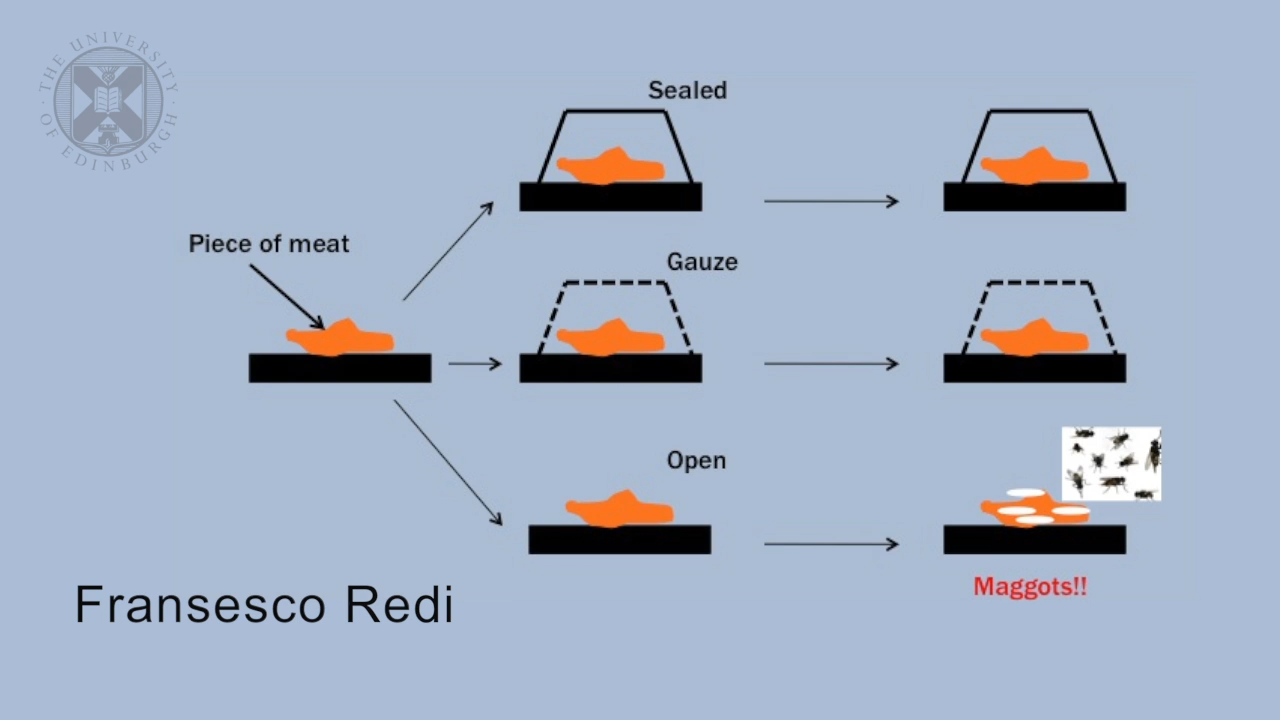 THE UNIVERSITY OF EDINBURGH
Sealed
Piece of meat
Gauze
Open
Maggots!!
Fransesco Redi